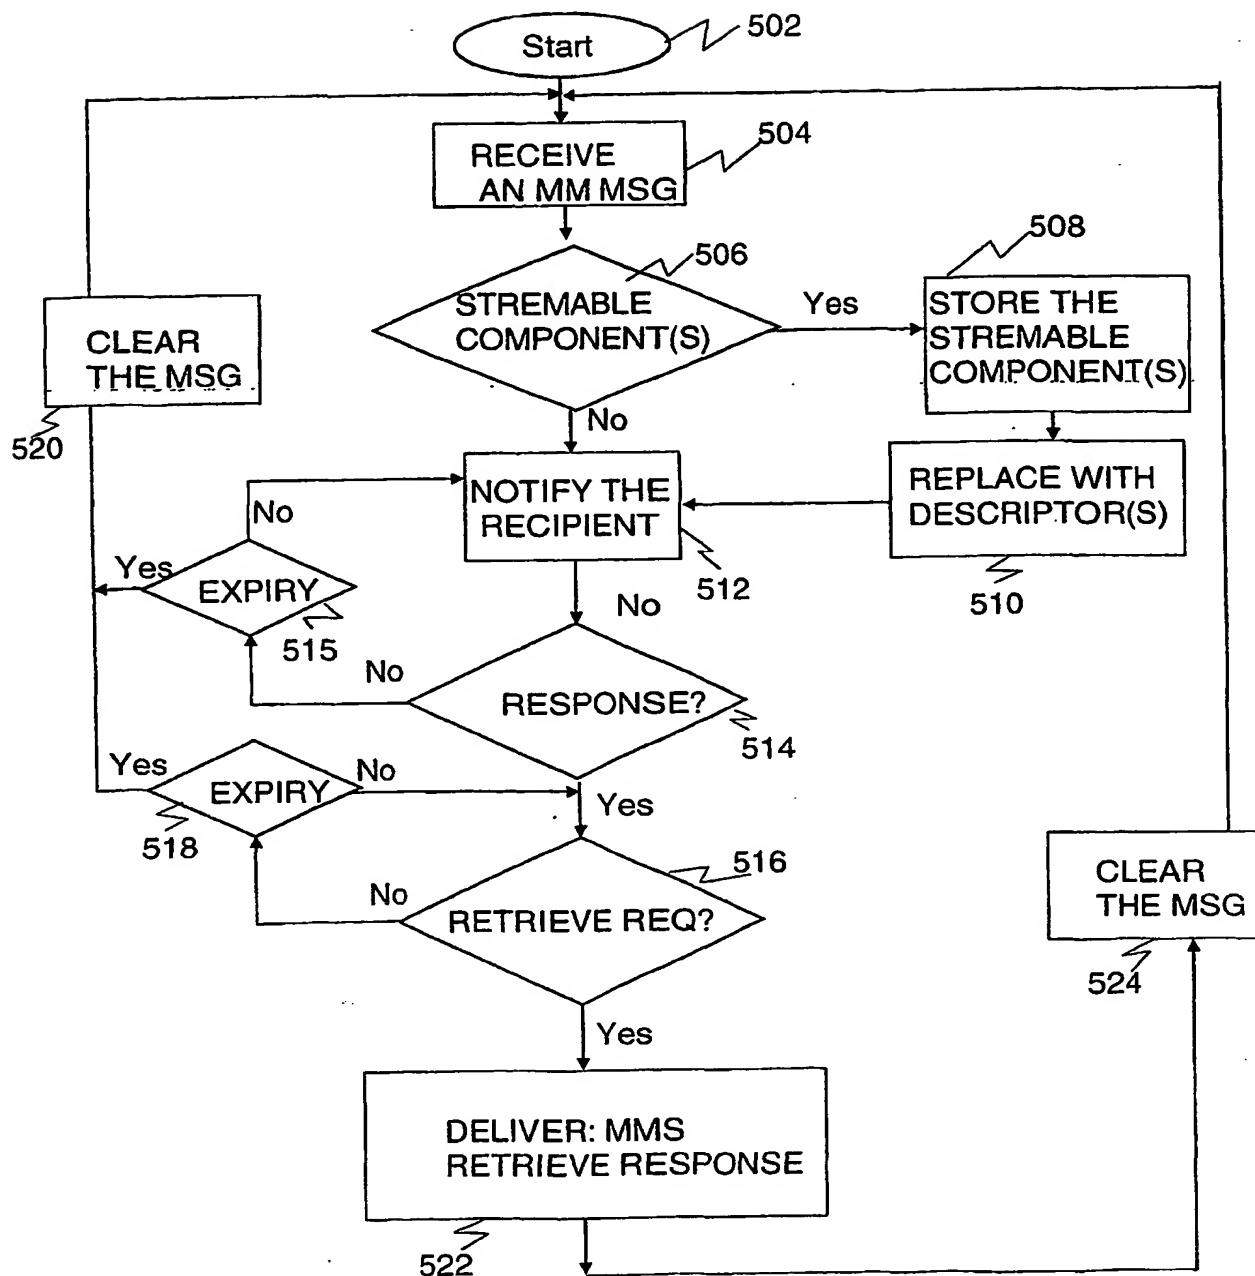 Start
502
RECEIVE
AN MM MSG
504
STREMABLE
COMPONENT(S)
506
Yes
508
STORE THE
STREMABLE
COMPONENT(S)
CLEAR
THE MSG
520
No
NOTIFY THE
RECIPIENT
512
REPLACE WITH
DESCRIPTOR(S)
510
No
Yes
EXPIRY
515
No
No
RESPONSE?
514
Yes
EXPIRY
No
518
Yes
516
No
RETRIEVE REQ?
CLEAR
THE MSG
524
Yes
DELIVER: MMS
RETRIEVE RESPONSE
522